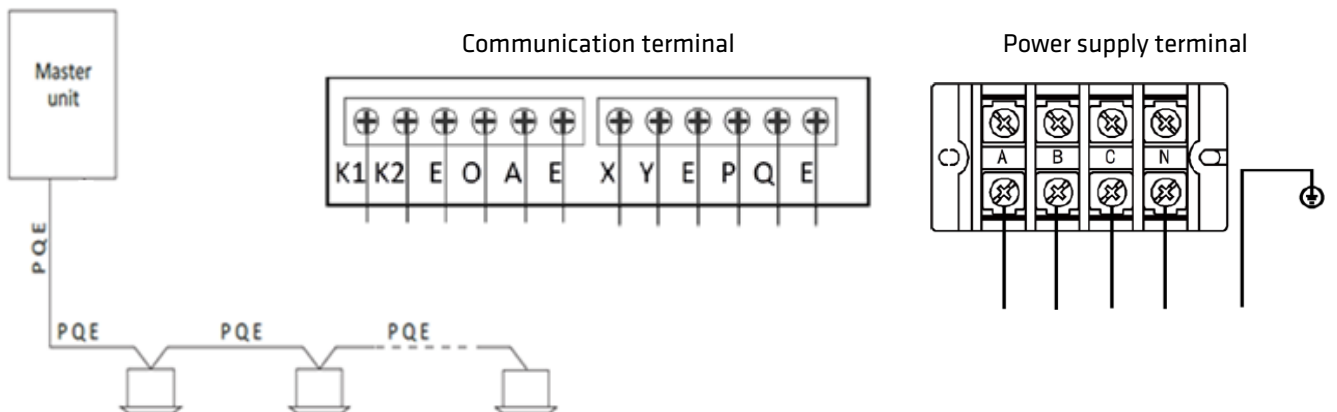 Master
unit
Communication terminal
K1 K2 E O A E X Y E P Q E
Power supply terminal
A B C N
PQE
PQE PQE PQE